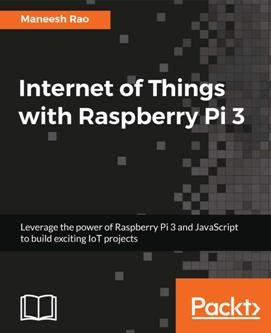 Maneesh Rao
Internet of Things
with Raspberry Pi 3
Leverage the power of Raspberry Pi 3 and JavaScript
to build exciting IoT projects
Packt>